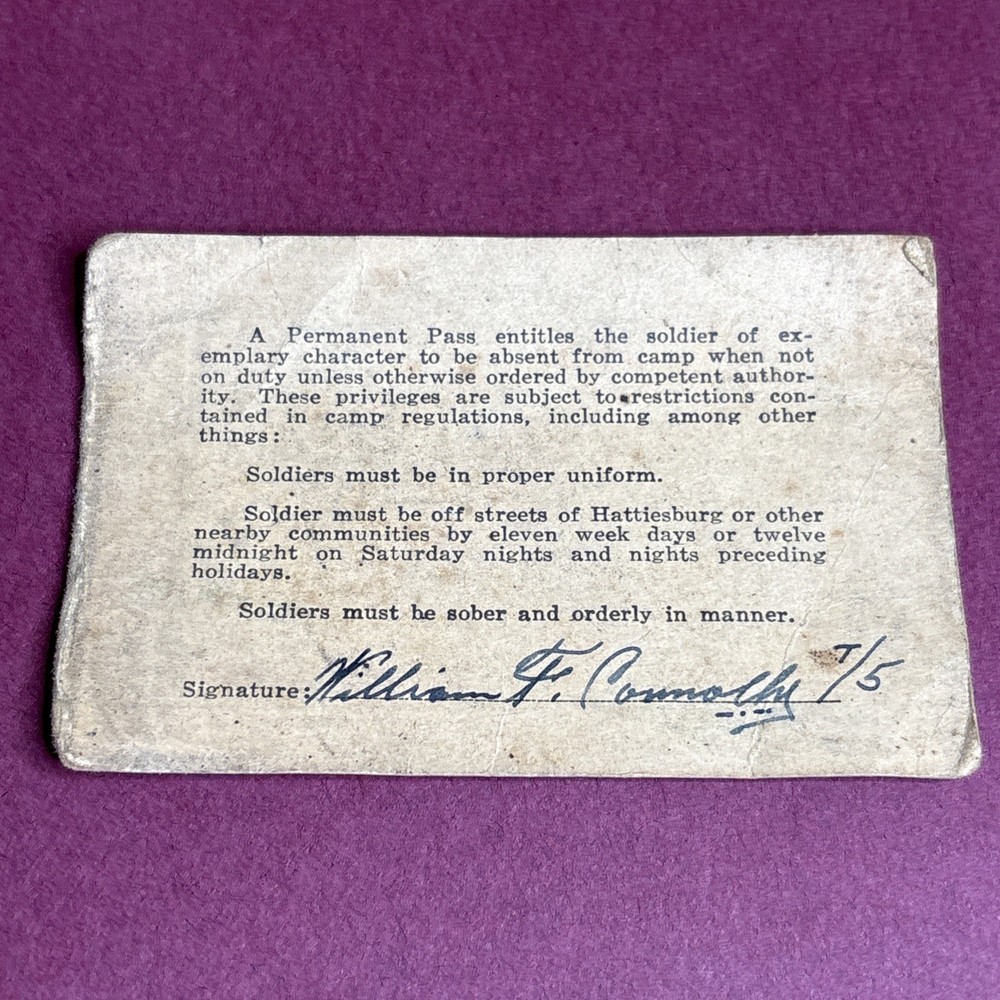 A Permanent Pass entitles the soldier of ex-
emplary character to be absent from camp when not
on duty unless otherwise ordered by competent author-
ity. These privileges are subject to restrictions con-
tained in camp regulations, including among other
things:
Soldiers must be in proper uniform.
Soldier must be off streets of Hattiesburg or other
nearby communities by eleven week days or twelve
midnight on Saturday nights and nights preceding
holidays.
Soldiers must be sober and orderly in manner.
Signature: William F. Connolly T/5